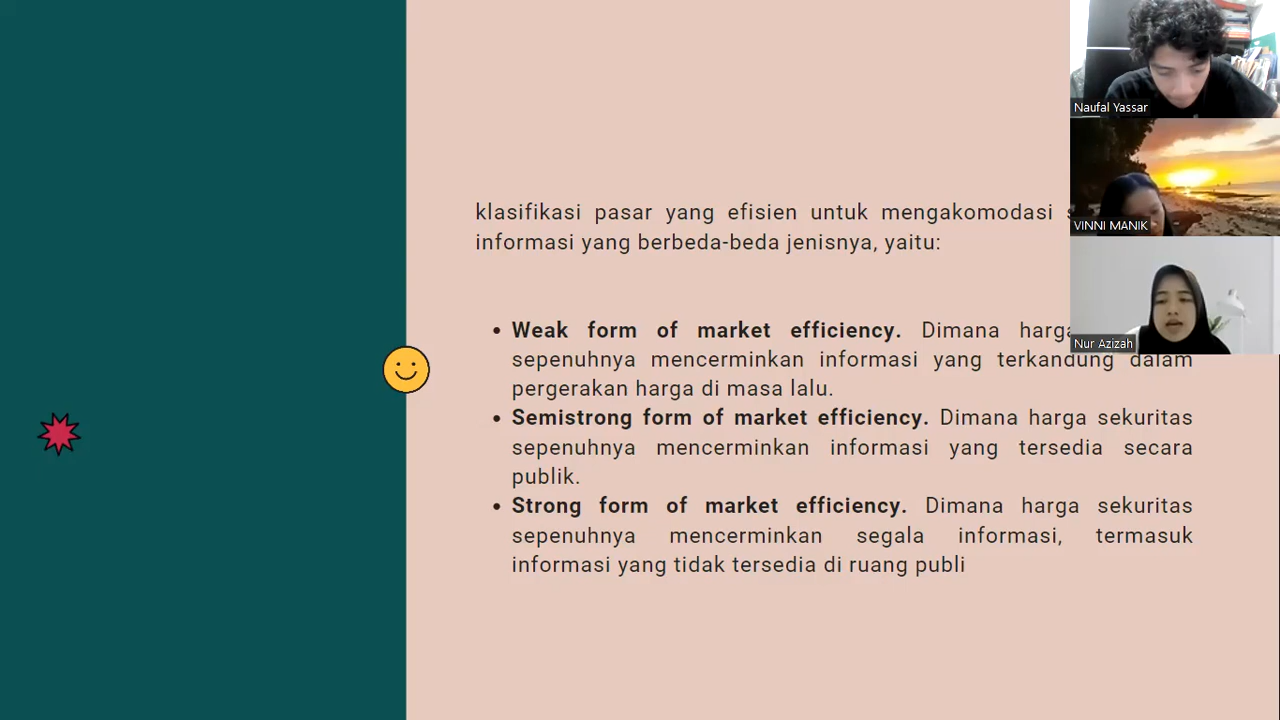 klasifikasi pasar yang efisien untuk mengakomodasi
informasi yang berbeda-beda jenisnya, yaitu:
• Weak form of market efficiency. Dimana harga
sepenuhnya mencerminkan informasi yang terkandung dalam
pergerakan harga di masa lalu.
• Semistrong form of market efficiency. Dimana harga sekuritas
sepenuhnya mencerminkan informasi yang tersedia secara
publik.
• Strong form of market efficiency. Dimana harga sekuritas
sepenuhnya mencerminkan segala informasi, termasuk
informasi yang tidak tersedia di ruang publi
Naufal Yassar
VINNI MANIK
Nur Azizah